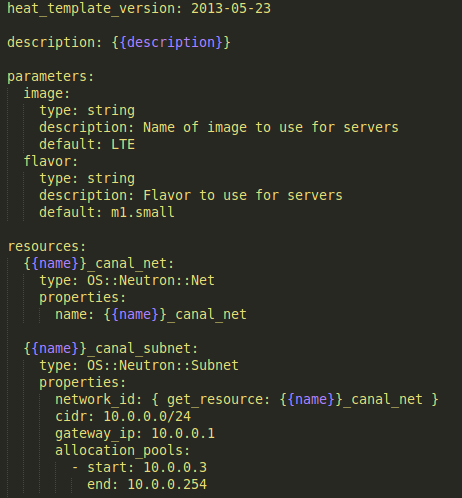 heat_template_version: 2013-05-23
description: {{description}}
parameters:
image:
type: string
description: Name of image to use for servers
default: LTE
flavor:
type: string
description: Flavor to use for servers
default: m1.small
resources:
{{name}}_canal_net:
type: OS::Neutron::Net
properties:
name: {{name}}_canal_net
{{name}}_canal_subnet:
type: OS::Neutron::Subnet
properties:
network_id: { get_resource: {{name}}_canal_net }
cidr: 10.0.0.0/24
gateway_ip: 10.0.0.1
allocation_pools:
- start: 10.0.0.3
end: 10.0.0.254